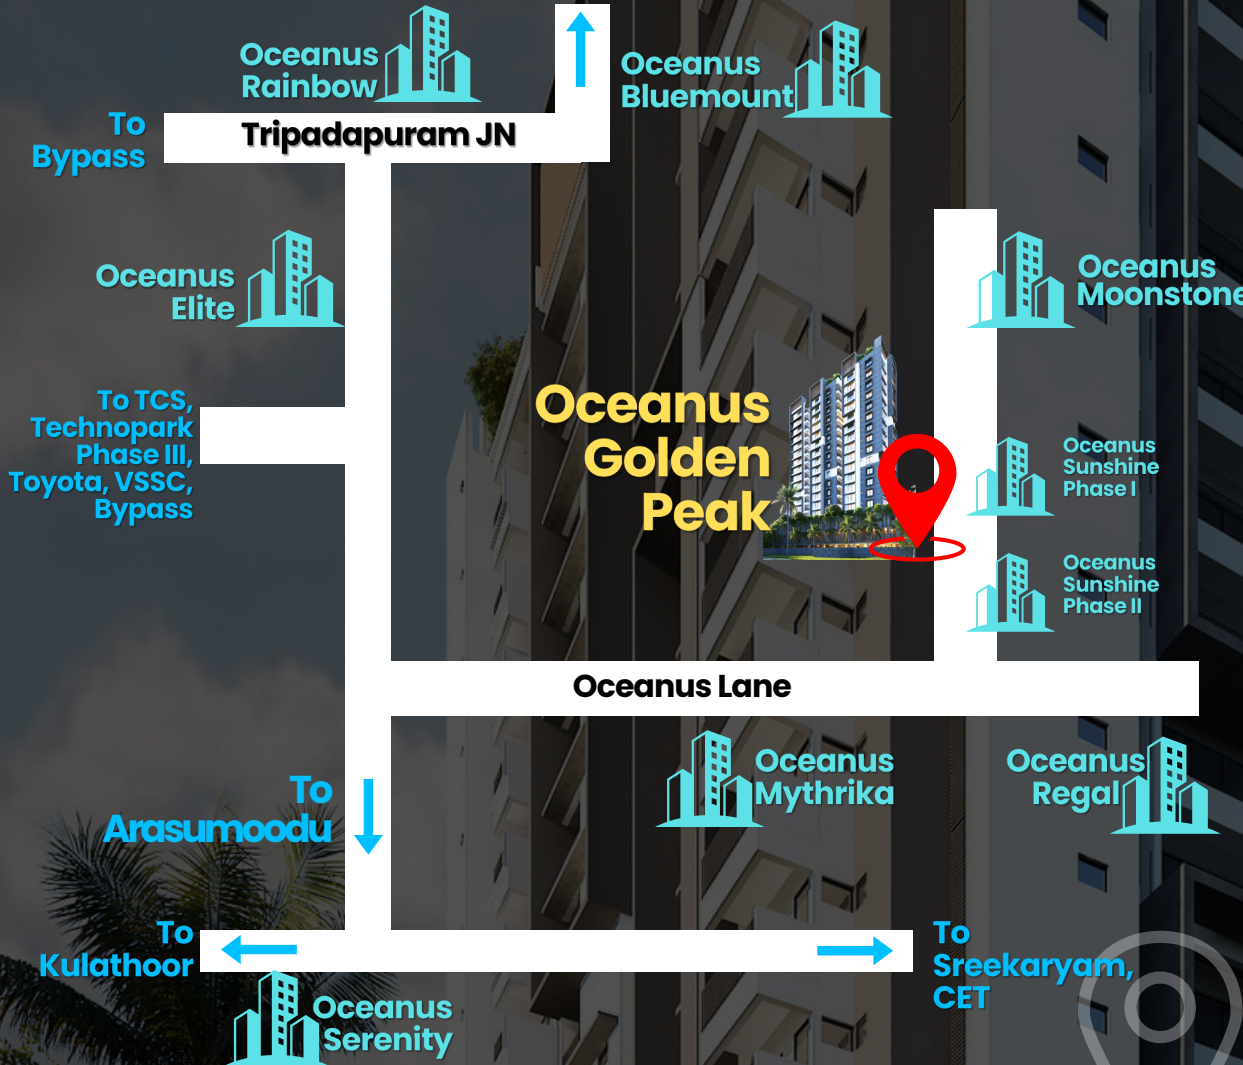 Oceanus
Rainbow
Oceanus
Bluemount
To
Bypass
Tripadapuram JN
Oceanus
Elite
Oceanus
Moonstone
To TCS,
Technopark
Phase III,
Toyota, VSSC,
Bypass
Oceanus
Golden
Peak
Oceanus
Sunshine
Phase I
Oceanus
Sunshine
Phase II
Oceanus Lane
Oceanus
Mythrika
Oceanus
Regal
To
Arasumoodu
To
Kulathoor
To
Sreekaryam,
CET
Oceanus
Serenity